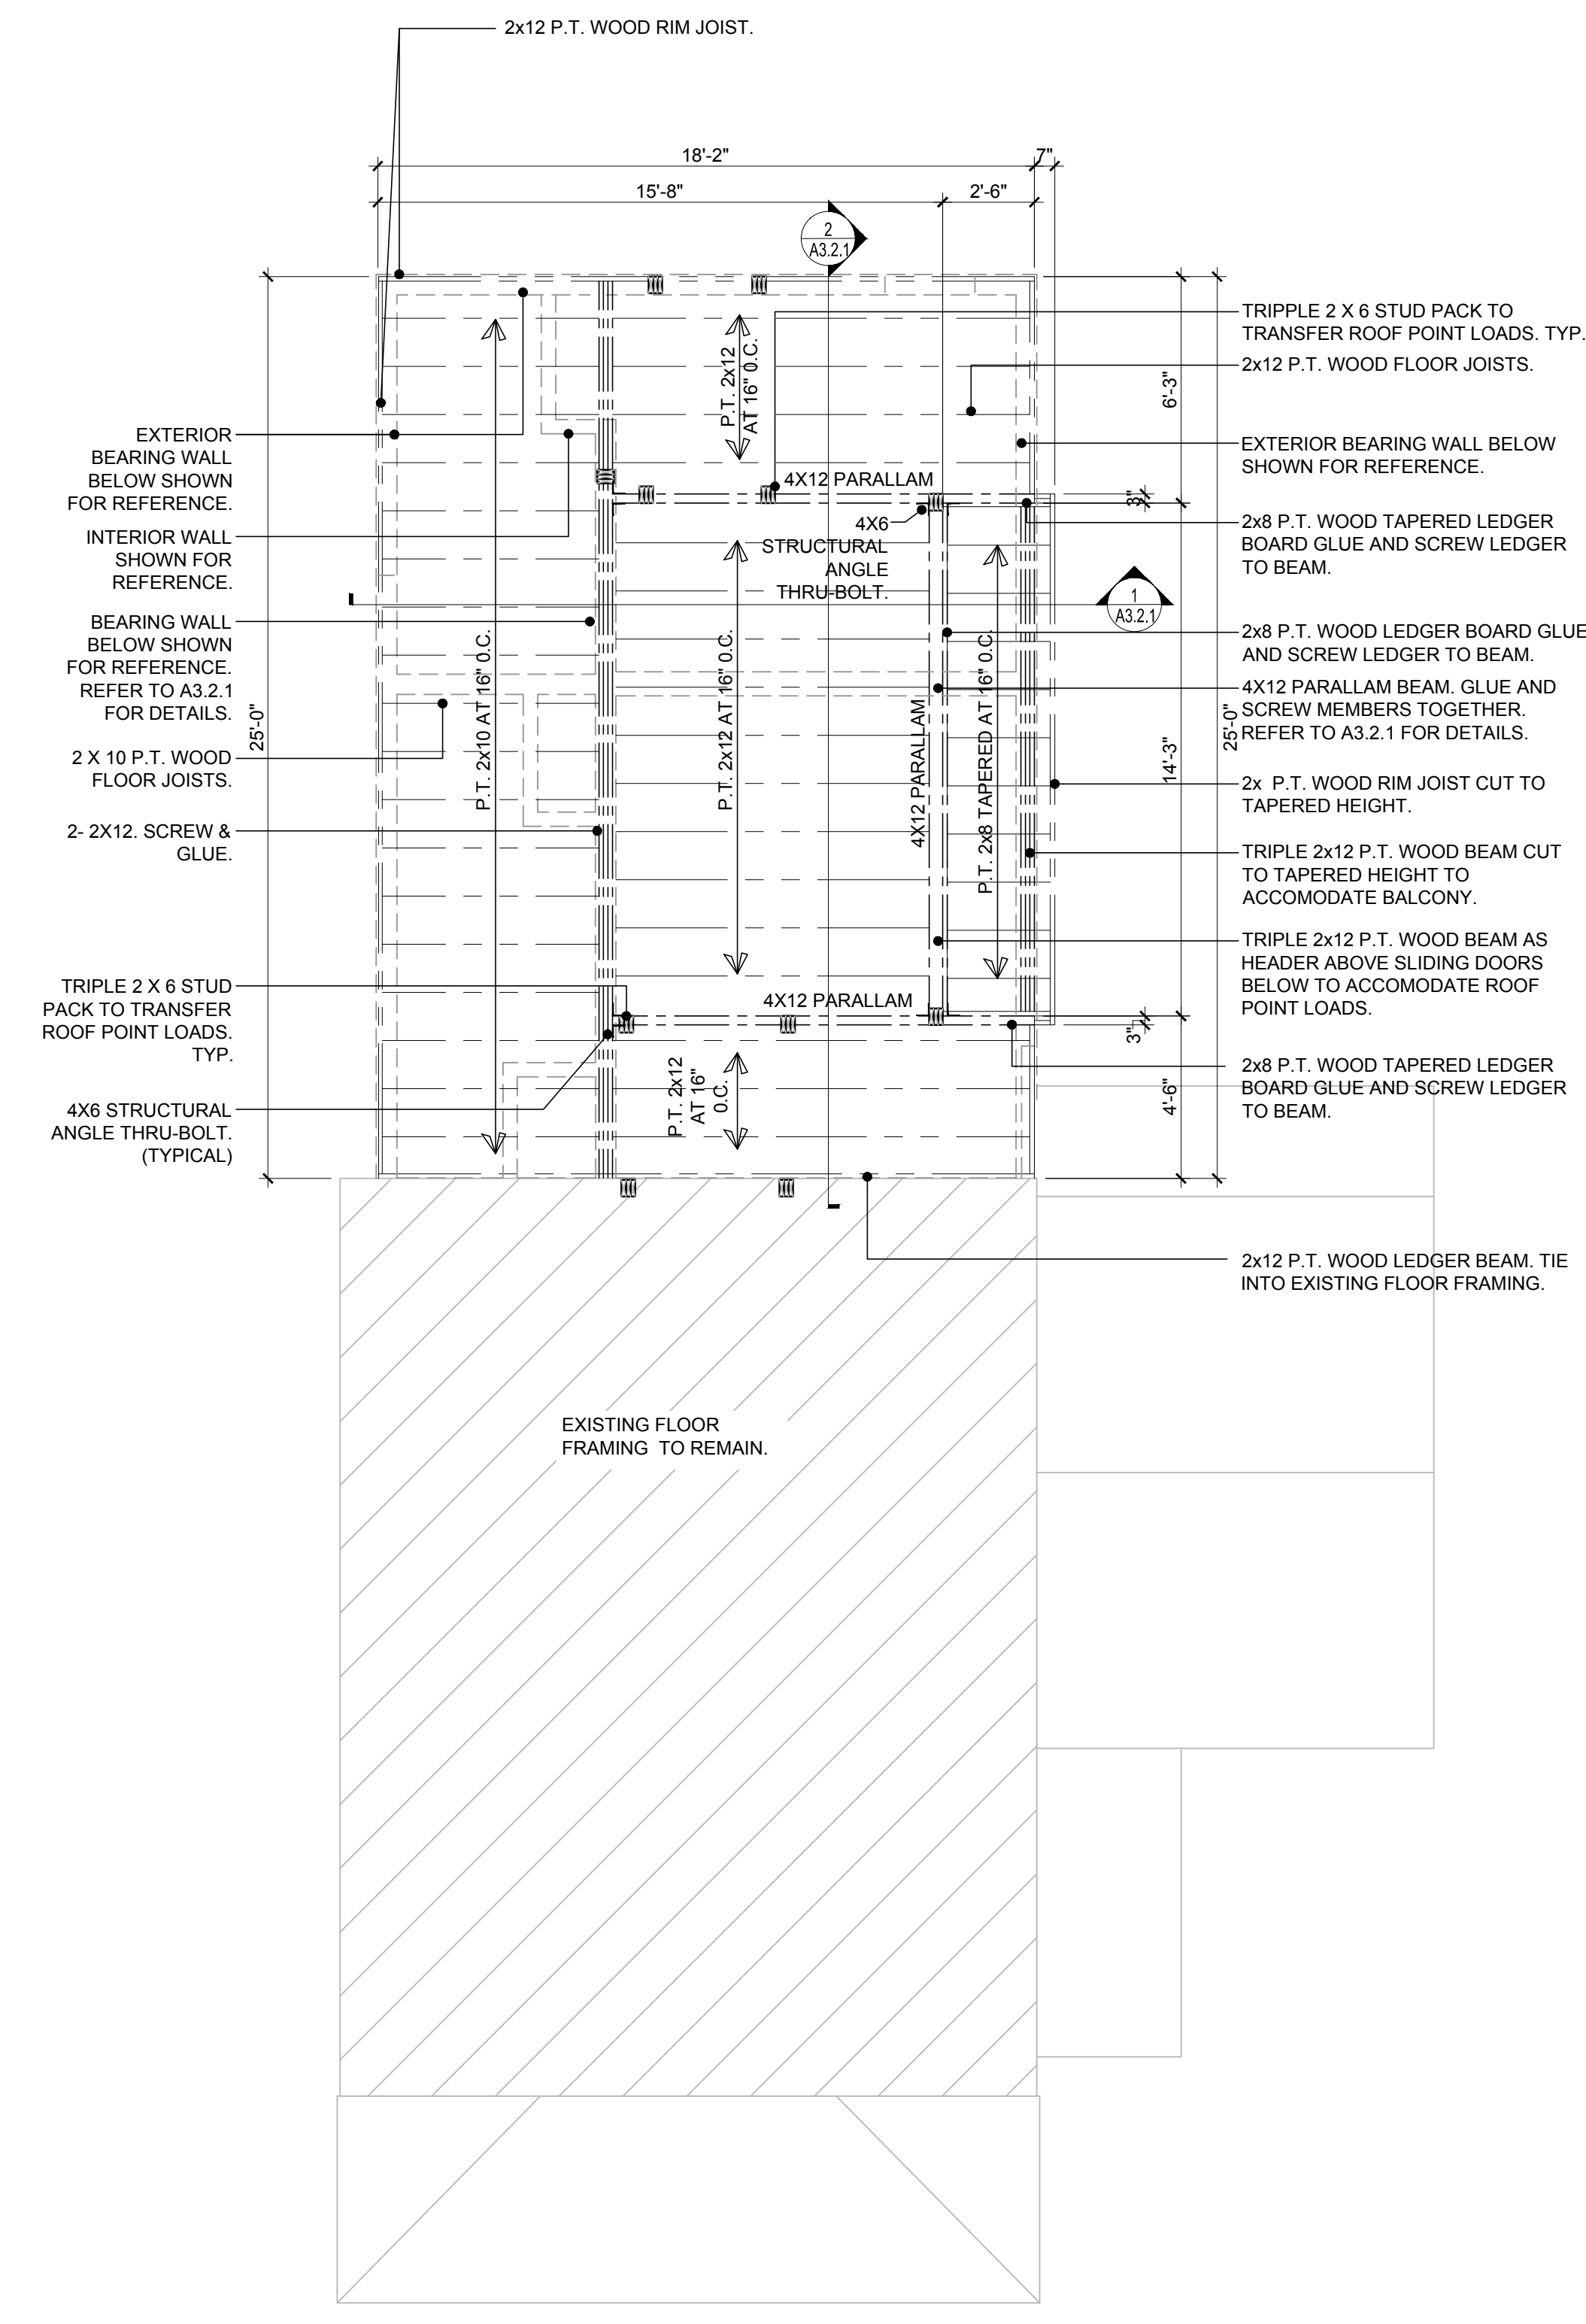 2x12 P.T. WOOD RIM JOIST.
18'-2"
7"
15'-8"
2'-6"
2
A3.2.1
TRIPPLE 2 X 6 STUD PACK TO
TRANSFER ROOF POINT LOADS. TYP.
2x12 P.T. WOOD FLOOR JOISTS.
6'-3"
P.T. 2x12
AT 16" 0.C.
EXTERIOR
BEARING WALL
BELOW SHOWN
FOR REFERENCE.
EXTERIOR BEARING WALL BELOW
SHOWN FOR REFERENCE.
4X12 PARALLAM
3"
INTERIOR WALL
SHOWN FOR
REFERENCE.
4X6
STRUCTURAL
ANGLE
THRU-BOLT.
2x8 P.T. WOOD TAPERED LEDGER
BOARD GLUE AND SCREW LEDGER
TO BEAM.
1
A3.2.1
BEARING WALL
BELOW SHOWN
FOR REFERENCE.
REFER TO A3.2.1
FOR DETAILS.
2x8 P.T. WOOD LEDGER BOARD GLUE
AND SCREW LEDGER TO BEAM.
4X12 PARALLAM BEAM. GLUE AND
SCREW MEMBERS TOGETHER.
REFER TO A3.2.1 FOR DETAILS.
25'-0"
P.T. 2x10 AT 16" 0.C.
P.T. 2x12 AT 16" 0.C.
4X12 PARALLAM
P.T. 2x8 TAPERED AT 16" 0.C.
14'-3"
25'-0"
2 X 10 P.T. WOOD
FLOOR JOISTS.
2x  P.T. WOOD RIM JOIST CUT TO
TAPERED HEIGHT.
2- 2X12. SCREW &
GLUE.
TRIPLE 2x12 P.T. WOOD BEAM CUT
TO TAPERED HEIGHT TO
ACCOMODATE BALCONY.
TRIPLE 2x12 P.T. WOOD BEAM AS
HEADER ABOVE SLIDING DOORS
BELOW TO ACCOMODATE ROOF
POINT LOADS.
TRIPLE 2 X 6 STUD
PACK TO TRANSFER
ROOF POINT LOADS.
TYP.
4X12 PARALLAM
3"
P.T. 2x12
AT 16"
0.C.
2x8 P.T. WOOD TAPERED LEDGER
BOARD GLUE AND SCREW LEDGER
TO BEAM.
4'-6"
4X6 STRUCTURAL
ANGLE THRU-BOLT.
(TYPICAL)
2x12 P.T. WOOD LEDGER BEAM. TIE
INTO EXISTING FLOOR FRAMING.
EXISTING FLOOR
FRAMING  TO REMAIN.